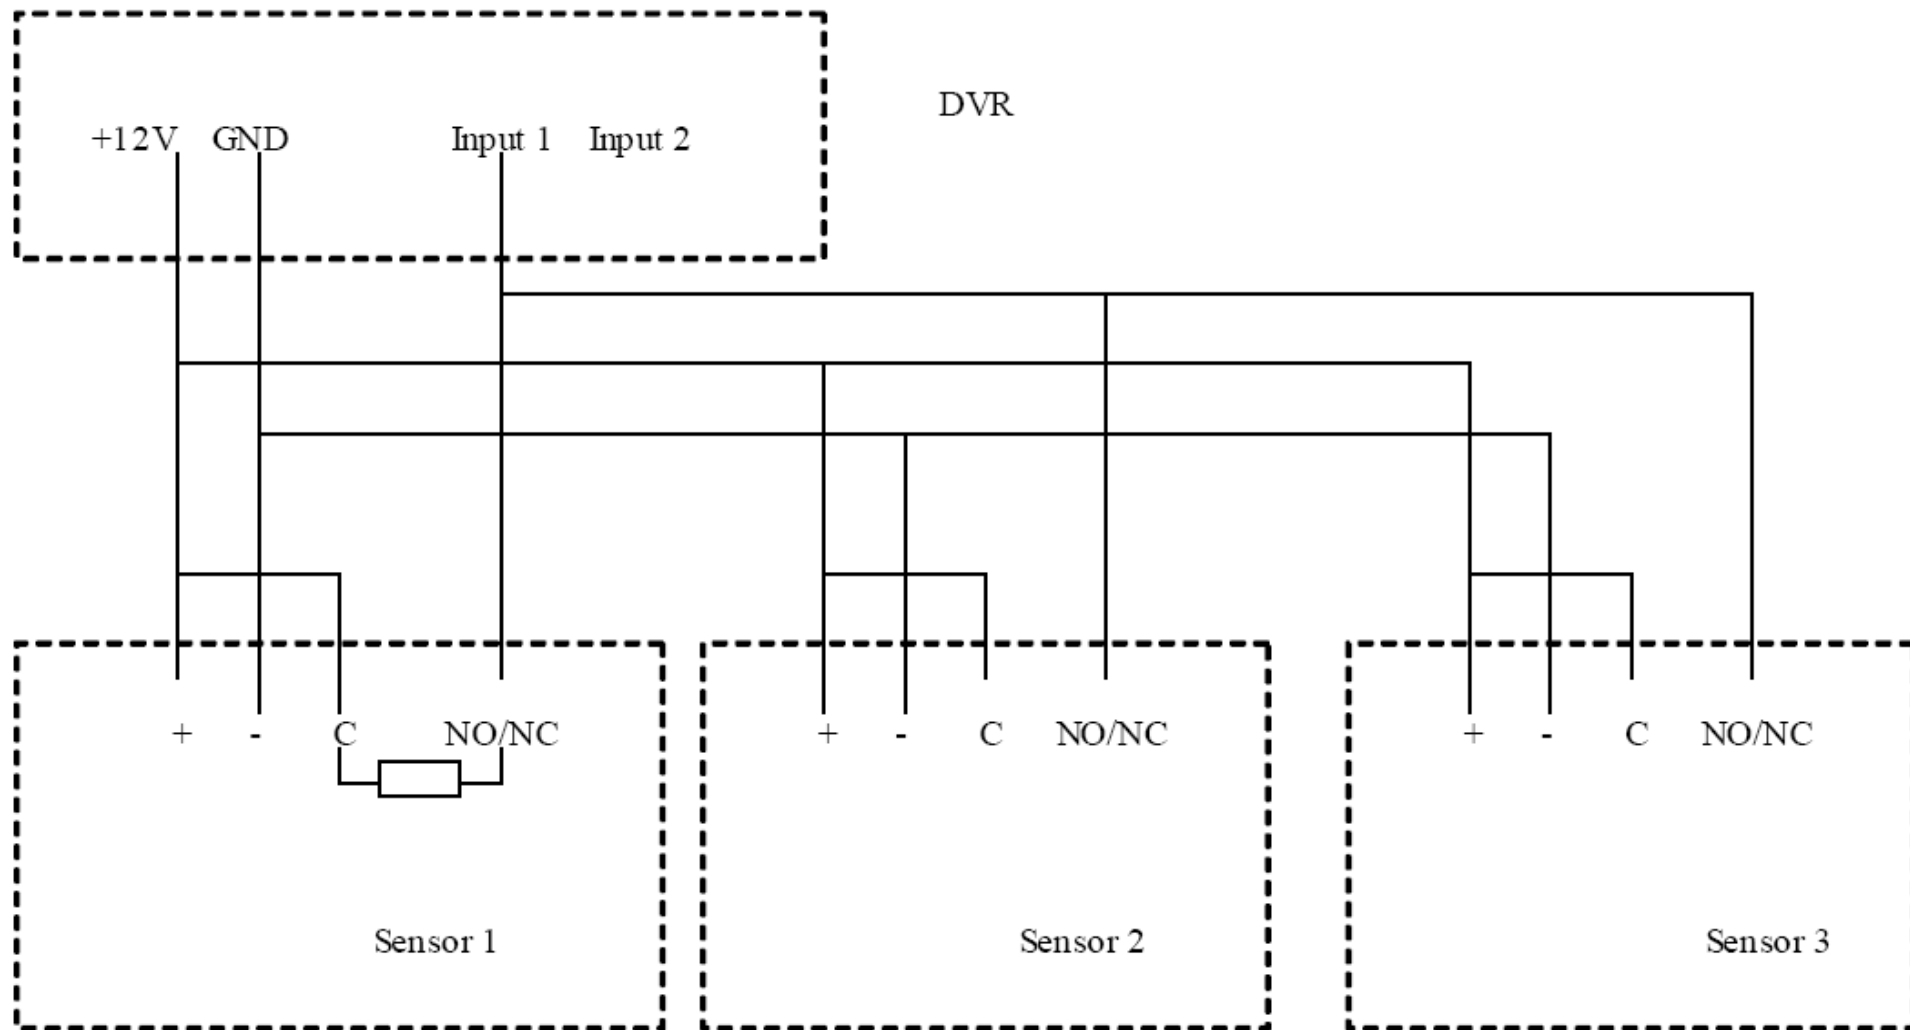 DVR
+12V GND Input 1 Input 2
+ - C NO/NC + - C NO/NC + - C NO/NC
Sensor 1 Sensor 2 Sensor 3